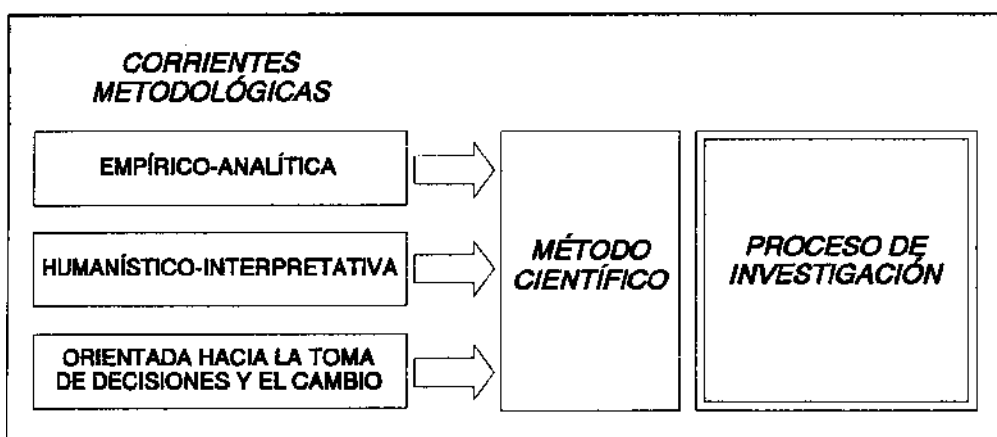 CORRIENTES
METODOLÓGICAS
EMPÍRICO-ANALÍTICA
HUMANÍSTICO-INTERPRETATIVA
ORIENTADA HACIA LA TOMA
DE DECISIONES Y EL CAMBIO
MÉTODO
CIENTÍFICO
PROCESO DE
INVESTIGACIÓN